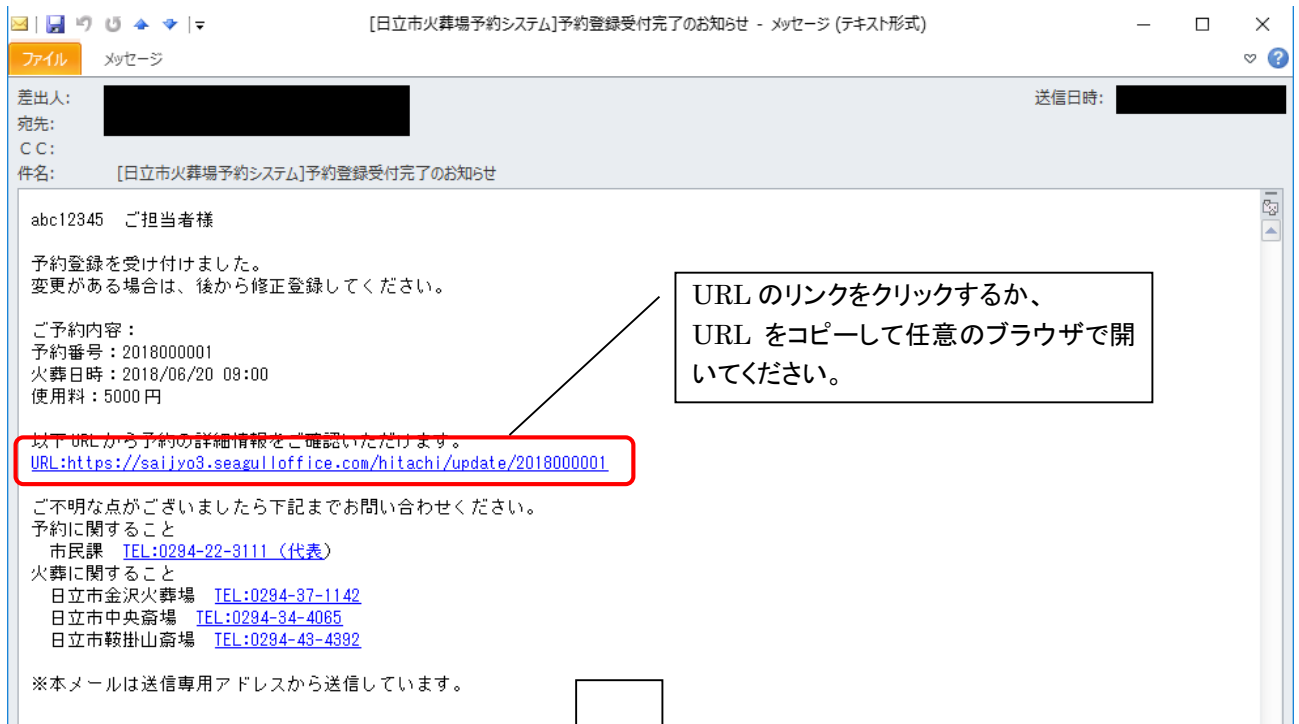 [日立市火葬場予約システム]予約登録受付完了のお知らせ - メッセージ (テキスト形式)
ファイル メッセージ
差出人:
送信日時:
宛先:
CC:
件名: [日立市火葬場予約システム]予約登録受付完了のお知らせ
abc12345 ご担当者様
予約登録を受け付けました。
変更がある場合は、後から修正登録してください。
ご予約内容：
予約番号：2018000001
火葬日時：2018/06/20 09:00
使用料：5000円
以下URLから予約の詳細情報をご確認いただけます。
URL:https://saijyo3.seagulloffice.com/hitachi/update/2018000001
URL のリンクをクリックするか、
URL をコピーして任意のブラウザで開
いてください。
ご不明な点がございましたら下記までお問い合わせください。
予約に関すること
市民課 TEL:0294-22-3111（代表）
火葬に関すること
日立市金沢火葬場 TEL:0294-37-1142
日立市中央斎場 TEL:0294-34-4065
日立市鞍掛山斎場 TEL:0294-43-4392
※本メールは送信専用アドレスから送信しています。